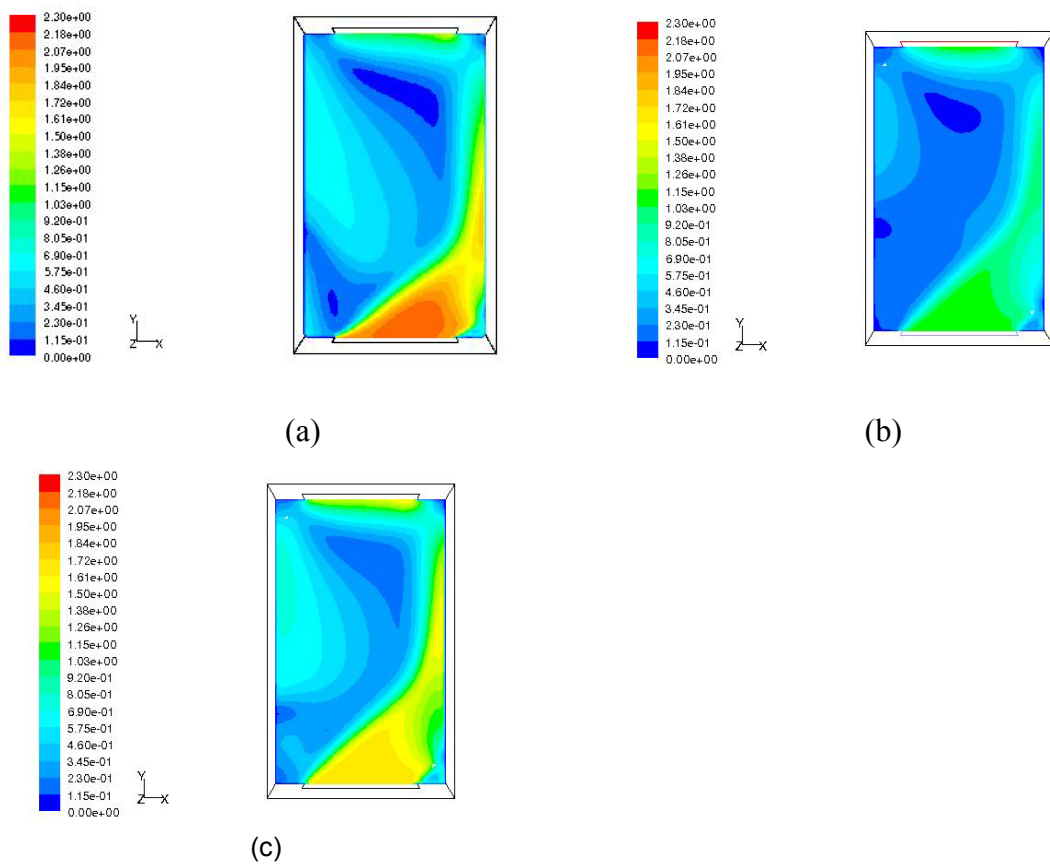 2.30e+00
2.18e+00
2.07e+00
1.95e+00
1.84e+00
1.72e+00
1.61e+00
1.50e+00
1.38e+00
1.26e+00
1.15e+00
1.03e+00
9.20e-01
8.05e-01
6.90e-01
5.75e-01
4.60e-01
3.45e-01
2.30e-01
1.15e-01
0.00e+00
Y
Z X
(a)
2.30e+00
2.18e+00
2.07e+00
1.95e+00
1.84e+00
1.72e+00
1.61e+00
1.50e+00
1.38e+00
1.26e+00
1.15e+00
1.03e+00
9.20e-01
8.05e-01
6.90e-01
5.75e-01
4.60e-01
3.45e-01
2.30e-01
1.15e-01
0.00e+00
Y
Z X
(b)
2.30e+00
2.18e+00
2.07e+00
1.95e+00
1.84e+00
1.72e+00
1.61e+00
1.50e+00
1.38e+00
1.26e+00
1.15e+00
1.03e+00
9.20e-01
8.05e-01
6.90e-01
5.75e-01
4.60e-01
3.45e-01
2.30e-01
1.15e-01
0.00e+00
Y
Z X
(c)